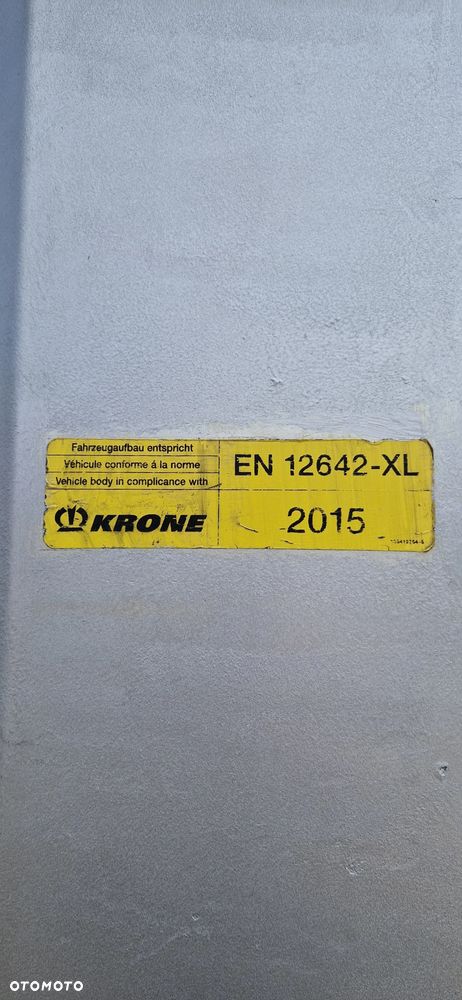 Fahrzeugaufbau entspricht
Véhicule conforme á la norme
Vehicle body in complicance with
EN 12642-XL
KRONE
2015
OTOMOTO